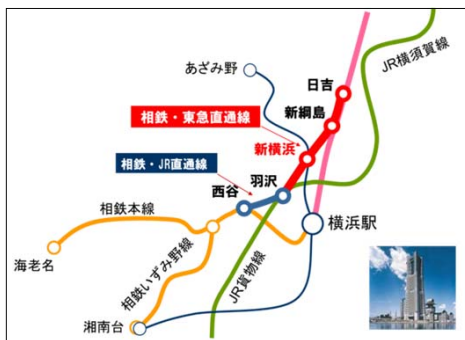 あざみ野
JR横須賀線
日吉
新綱島
相鉄・東急直通線
新横浜
相鉄・JR直通線
羽沢
西谷
相鉄本線
横浜駅
海老名
相鉄いずみ野線
JR貨物線
湘南台